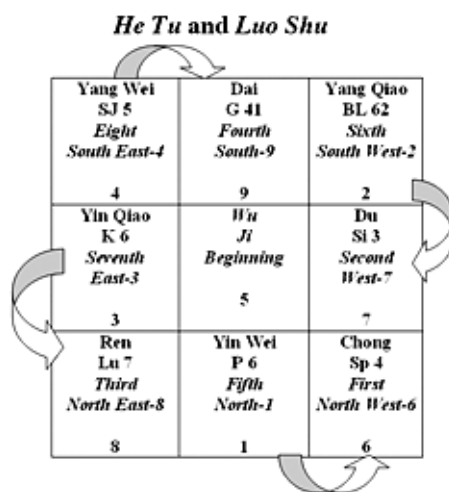 He Tu and Luo Shu
Yang Wei
SJ 5
Eight
South East-4
4
Dai
G 41
Fourth
South-9
9
Yang Qiao
BL 62
Sixth
South West-2
2
Yin Qiao
K 6
Seventh
East-3
3
Wu
Ji
Beginning
5
Du
Si 3
Second
West-7
7
Ren
Lu 7
Third
North East-8
8
Yin Wei
P 6
Fifth
North-1
1
Chong
Sp 4
First
North West-6
6